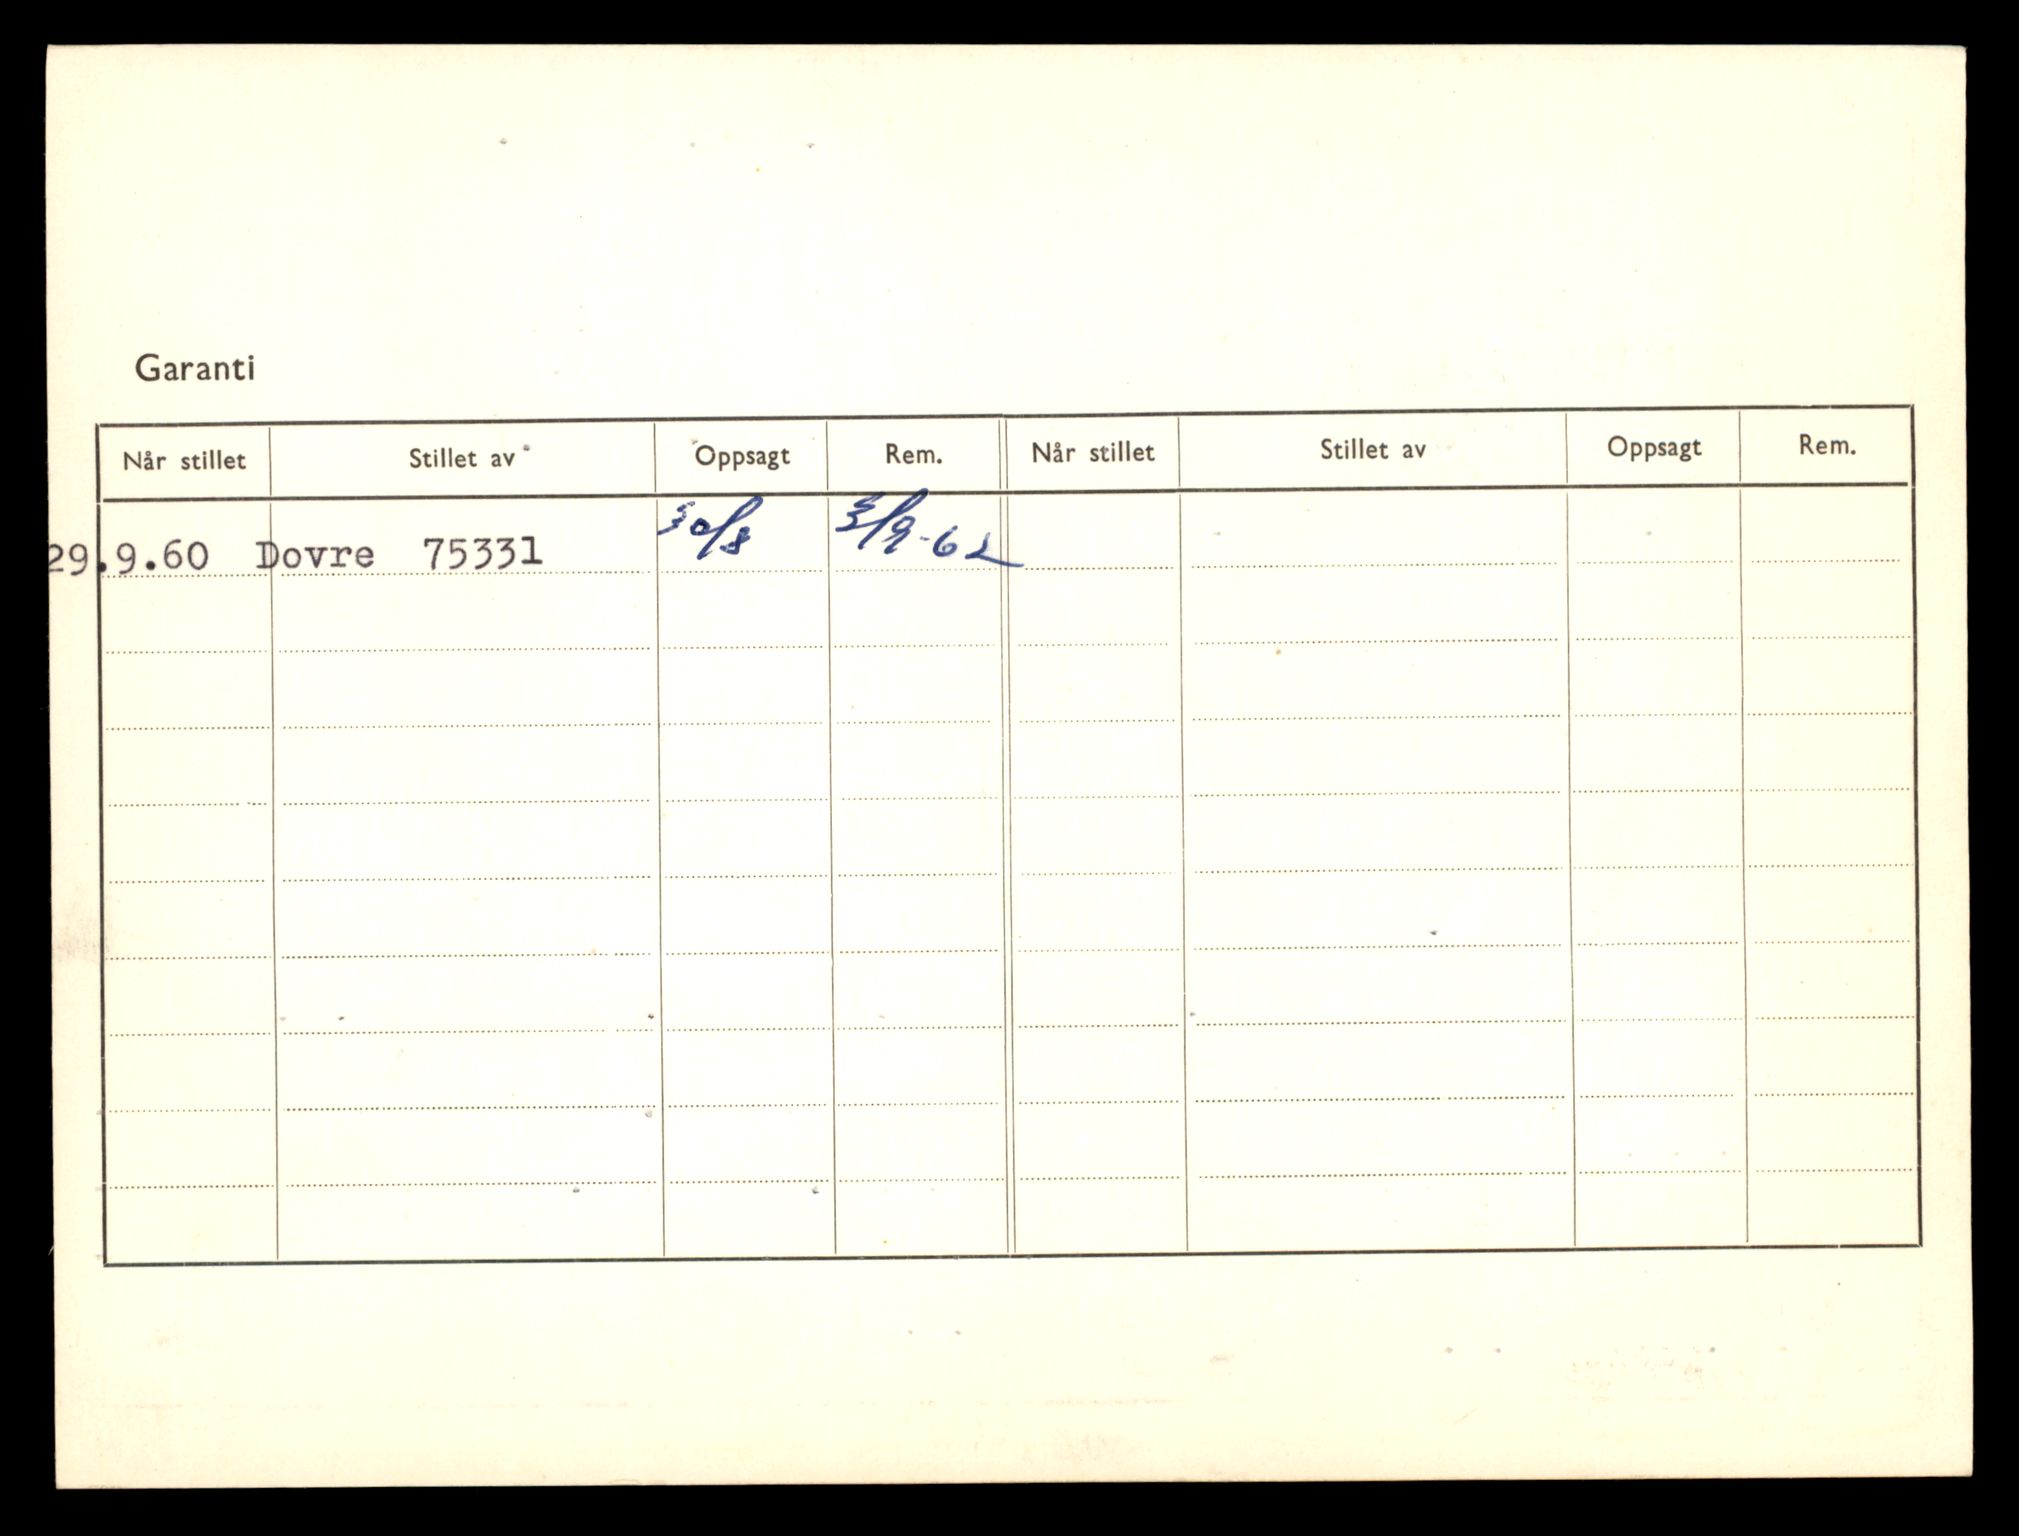 Garanti
Når stillet Stillet av Oppsagt Rem. Når stillet Stillet av Oppsagt Rem.
29.9.60 Dovre 75331 30/8 3/9-62